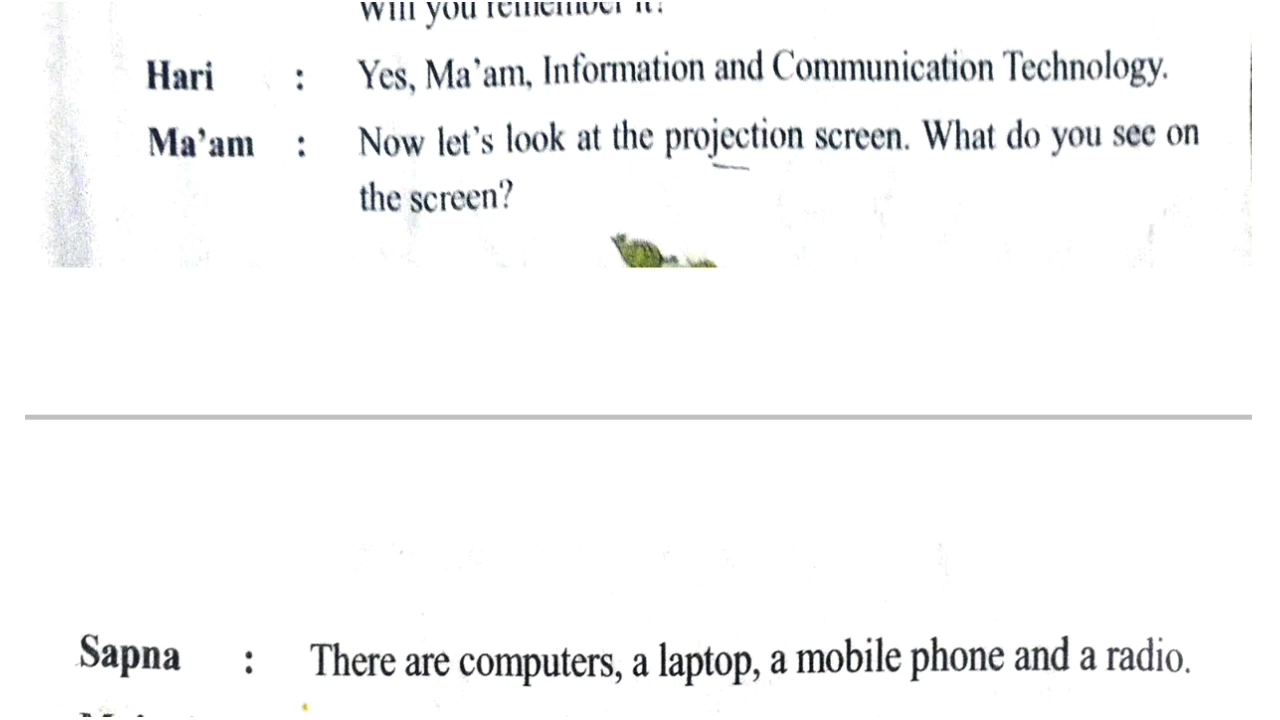 Will you remember it?
Hari : Yes, Ma'am, Information and Communication Technology.
Ma'am : Now let's look at the projection screen. What do you see on
the screen?
Sapna : There are computers, a laptop, a mobile phone and a radio.